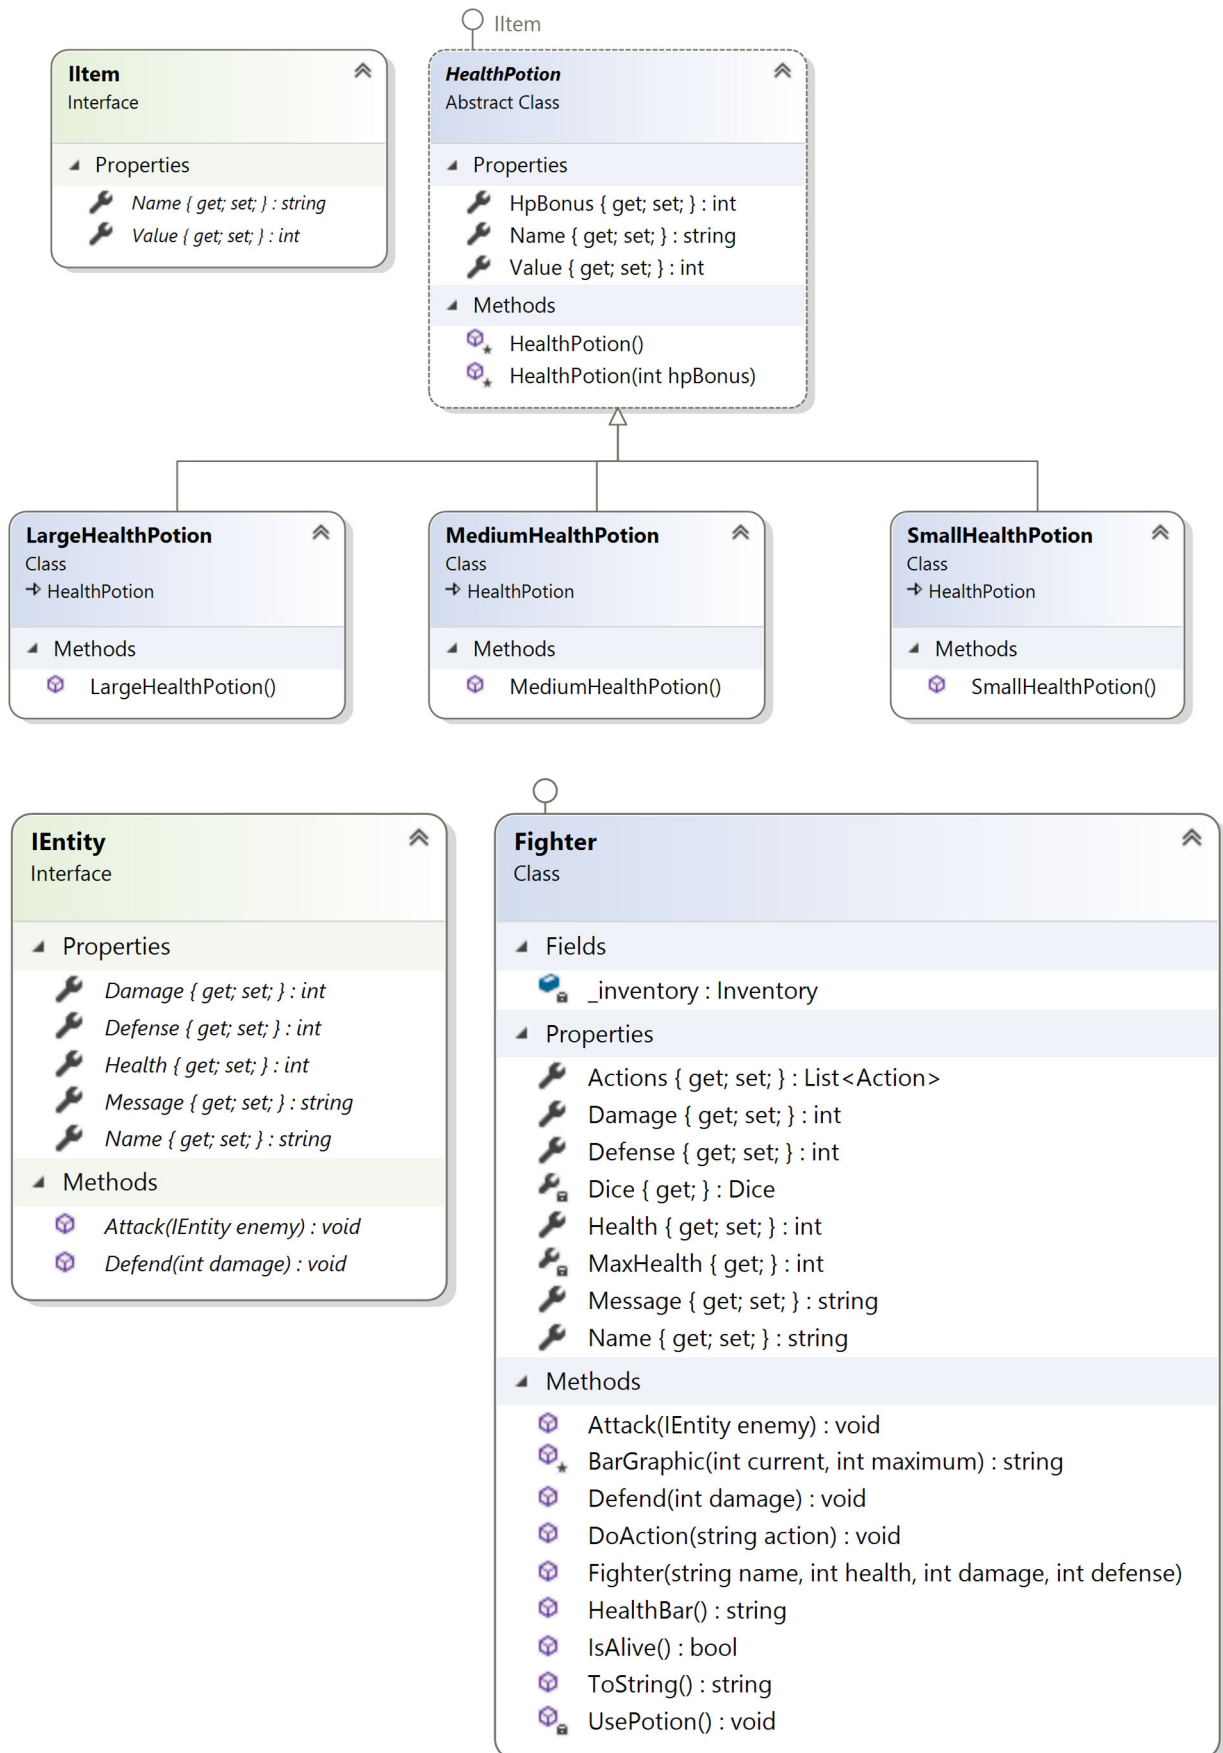 IItem
IItem
Interface
Properties
Name { get; set; } : string
Value { get; set; } : int
HealthPotion
Abstract Class
Properties
HpBonus { get; set; } : int
Name { get; set; } : string
Value { get; set; } : int
Methods
HealthPotion()
HealthPotion(int hpBonus)
LargeHealthPotion
Class
HealthPotion
Methods
LargeHealthPotion()
MediumHealthPotion
Class
HealthPotion
Methods
MediumHealthPotion()
SmallHealthPotion
Class
HealthPotion
Methods
SmallHealthPotion()
IEntity
Interface
Properties
Damage { get; set; } : int
Defense { get; set; } : int
Health { get; set; } : int
Message { get; set; } : string
Name { get; set; } : string
Methods
Attack(IEntity enemy) : void
Defend(int damage) : void
Fighter
Class
Fields
_inventory : Inventory
Properties
Actions { get; set; } : List<Action>
Damage { get; set; } : int
Defense { get; set; } : int
Dice { get; } : Dice
Health { get; set; } : int
MaxHealth { get; } : int
Message { get; set; } : string
Name { get; set; } : string
Methods
Attack(IEntity enemy) : void
BarGraphic(int current, int maximum) : string
Defend(int damage) : void
DoAction(string action) : void
Fighter(string name, int health, int damage, int defense)
HealthBar() : string
IsAlive() : bool
ToString() : string
UsePotion() : void